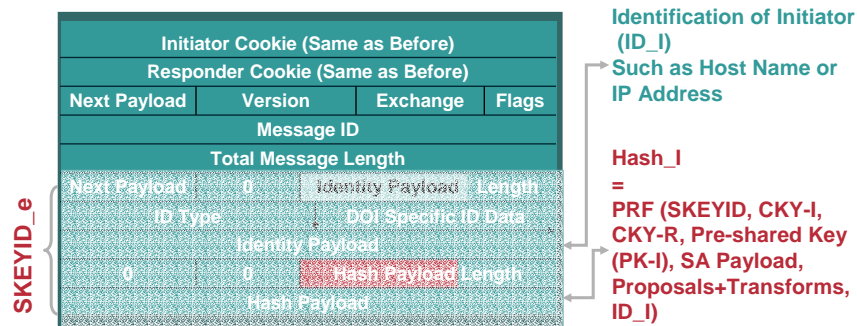 Initiator Cookie (Same as Before)
Responder Cookie (Same as Before)
Next Payload Version Exchange Flags
Message ID
Total Message Length
Next Payload 0 Identity Payload Length
ID Type DOI Specific ID Data
Identity Payload
0 0 Hash Payload Length
Hash Payload
SKEYID_e
Identification of Initiator
(ID_I)
Such as Host Name or
IP Address
Hash_I
=
PRF (SKEYID, CKY-I,
CKY-R, Pre-shared Key
(PK-I), SA Payload,
Proposals+Transforms,
ID_I)